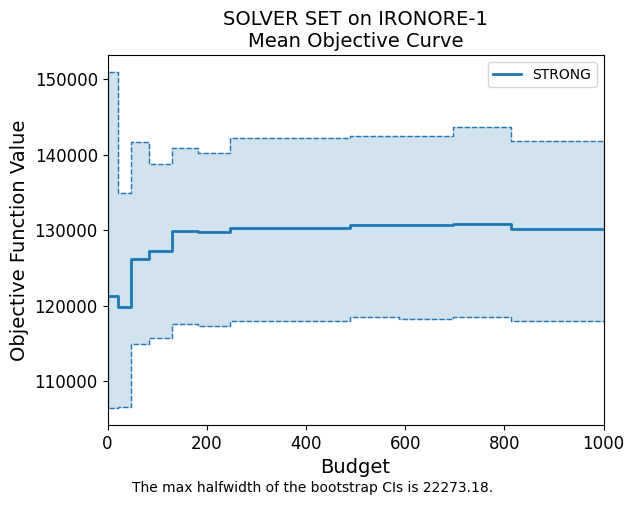 SOLVER SET on IRONORE-1
Mean Objective Curve
STRONG
150000
140000
130000
120000
110000
Objective Function Value
0 200 400 600 800 1000
Budget
The max halfwidth of the bootstrap CIs is 22273.18.